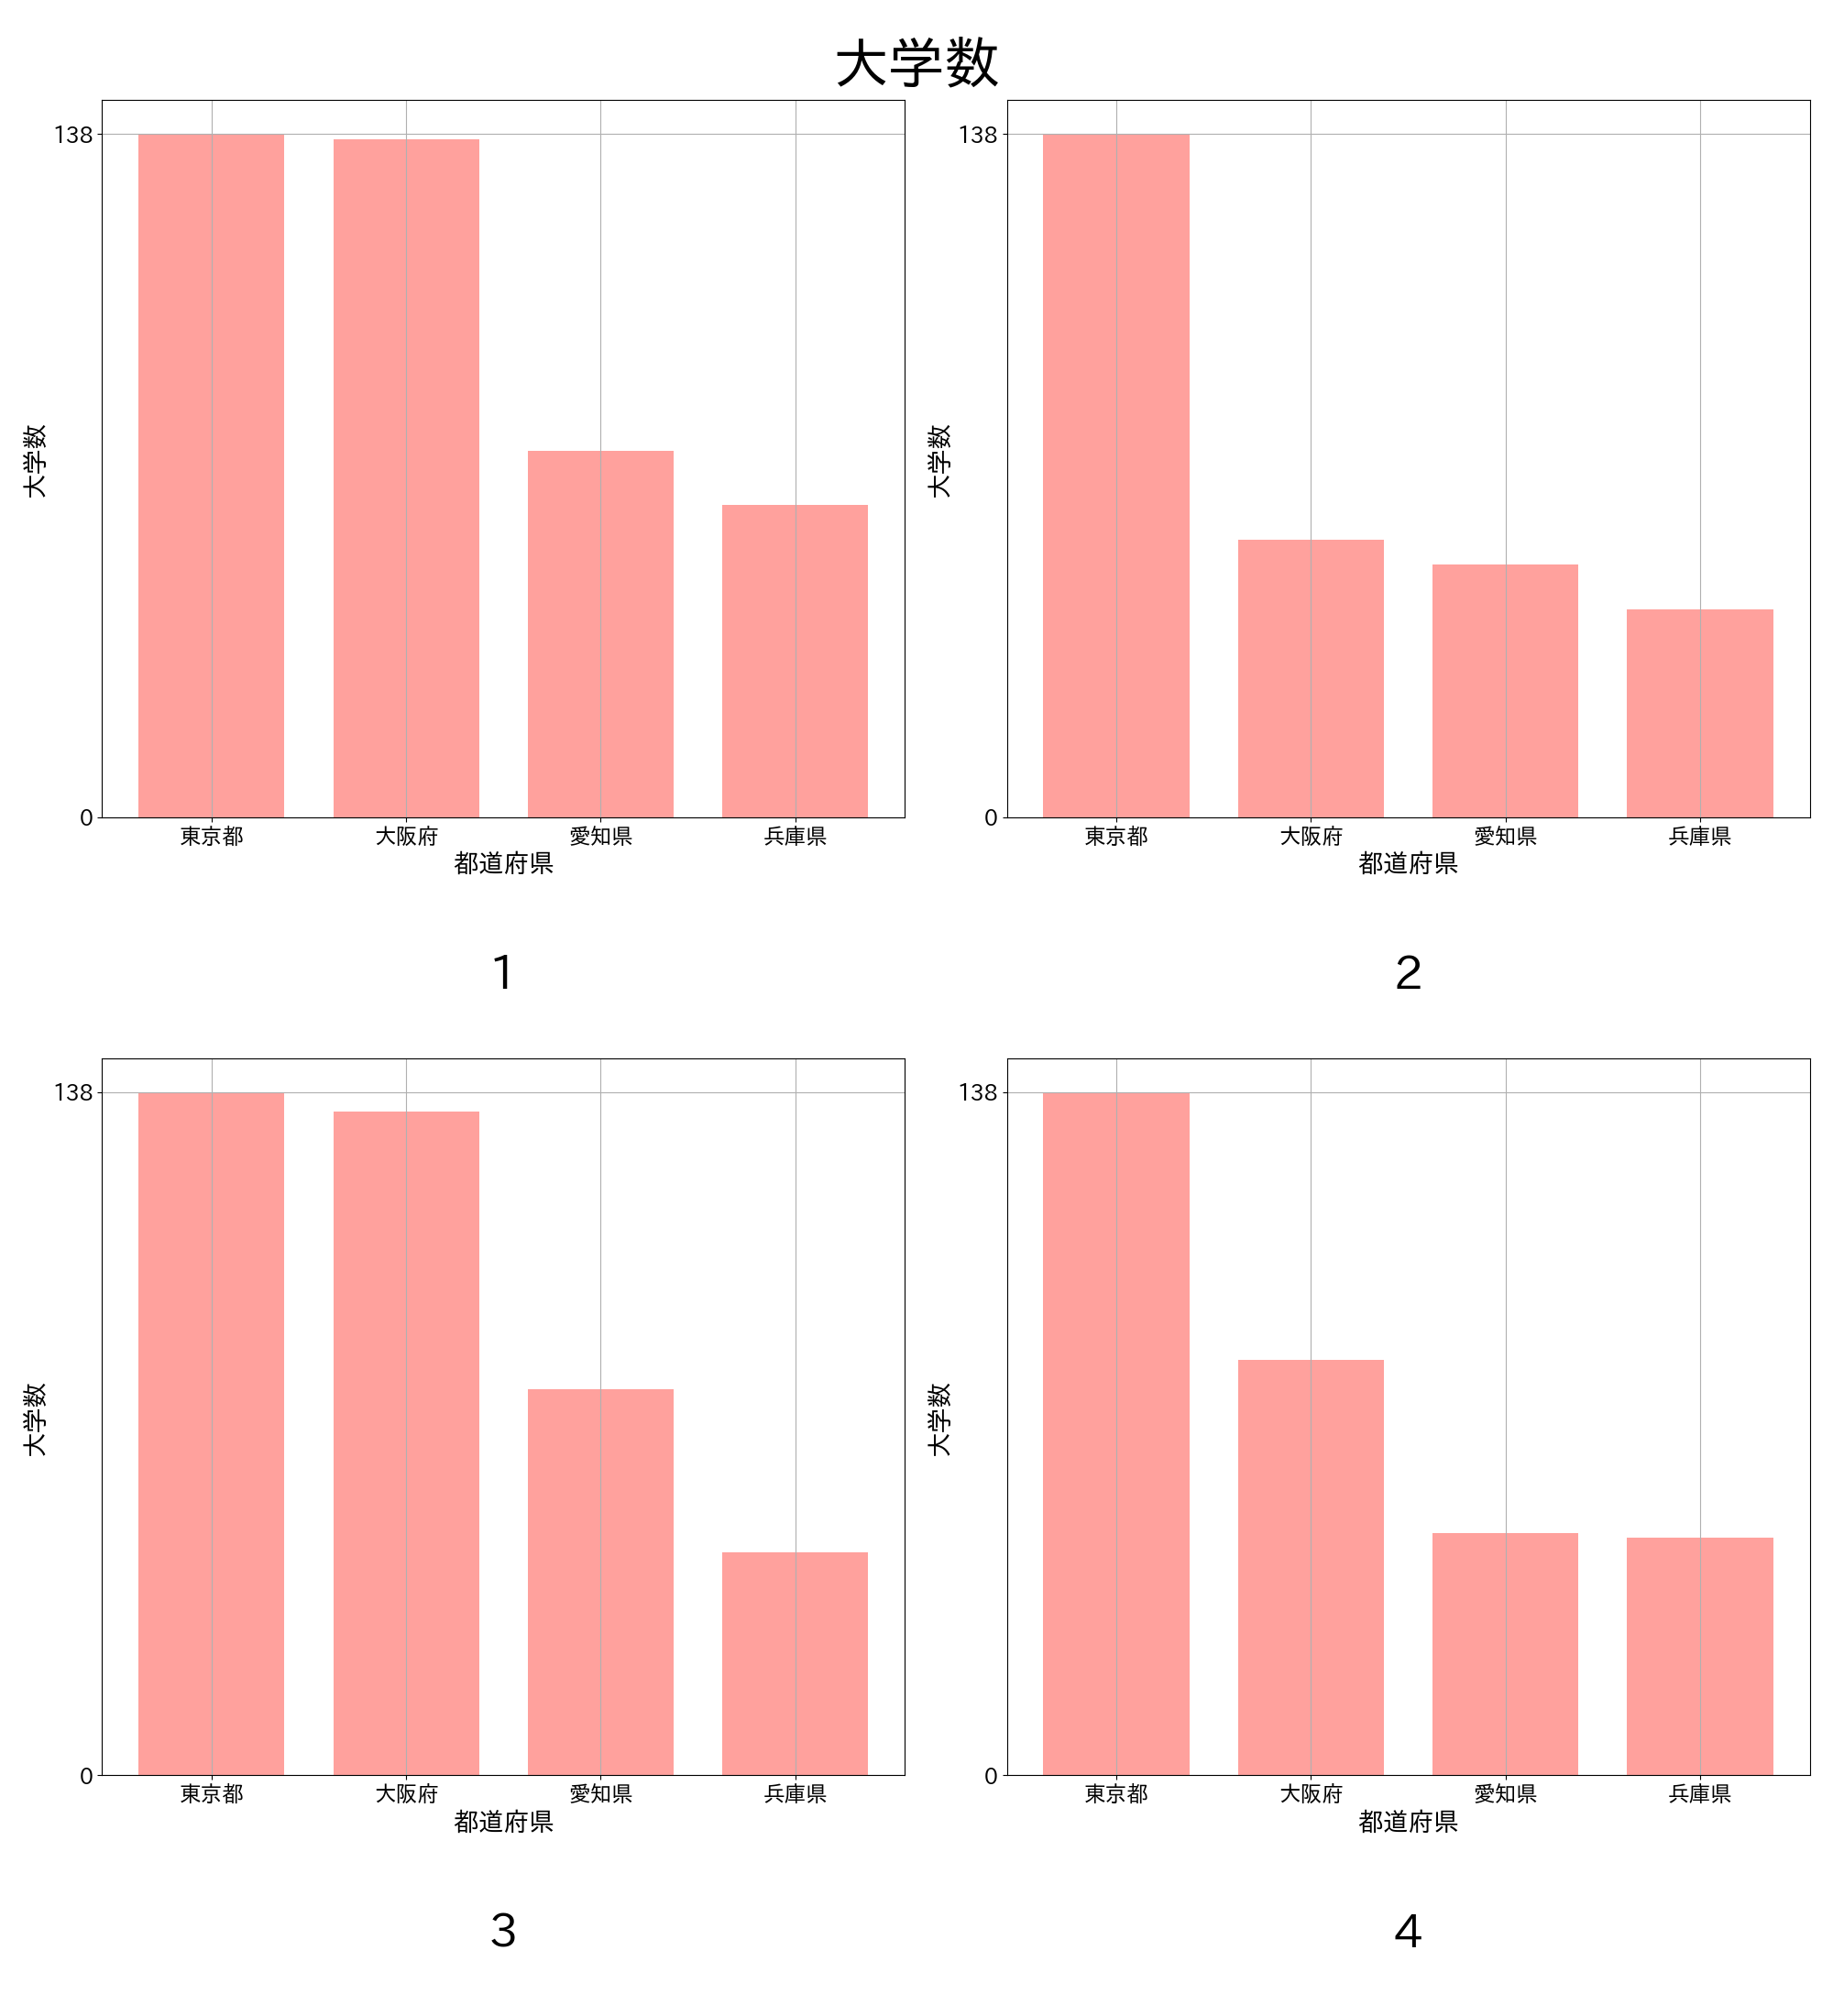 大学数
138
0
大学数
東京都 大阪府 愛知県 兵庫県
都道府県
1
138
0
大学数
東京都 大阪府 愛知県 兵庫県
都道府県
2
138
0
大学数
東京都 大阪府 愛知県 兵庫県
都道府県
3
138
0
大学数
東京都 大阪府 愛知県 兵庫県
都道府県
4